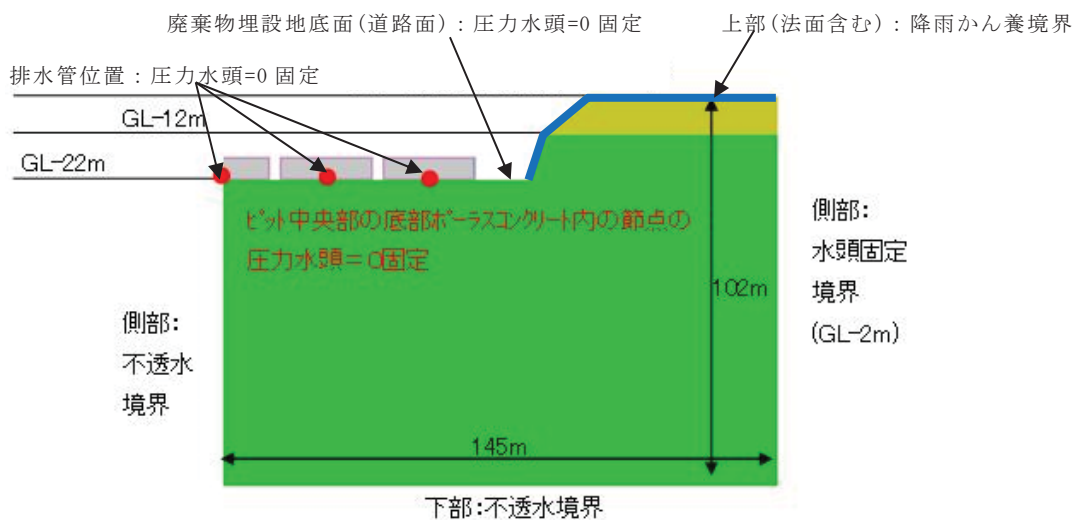 廃棄物埋設地底面(道路面)：圧力水頭=0 固定
上部(法面含む)：降雨かん養境界
排水管位置：圧力水頭=0 固定
GL-12m
GL-22m
ﾋﾟｯﾄ中央部の底部ﾎﾟｰﾗｽｺﾝｸﾘｰﾄ内の節点の
圧力水頭＝0固定
側部:
水頭固定
境界
(GL-2m)
102m
側部:
不透水
境界
145m
下部:不透水境界